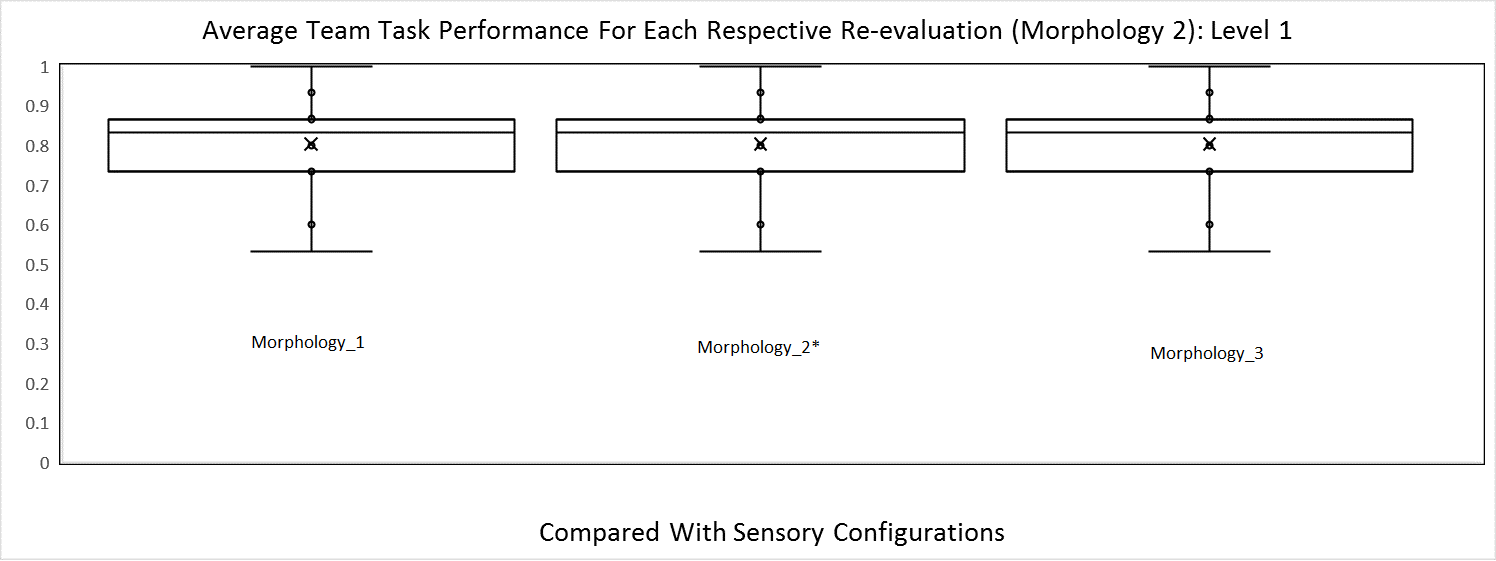 Average Team Task Performance For Each Respective Re-evaluation (Morphology 2): Level 1
1
0.9
0.8
0.7
0.6
0.5
0.4
0.3
0.2
0.1
0
Morphology_1
Morphology_2*
Morphology_3
Compared With Sensory Configurations